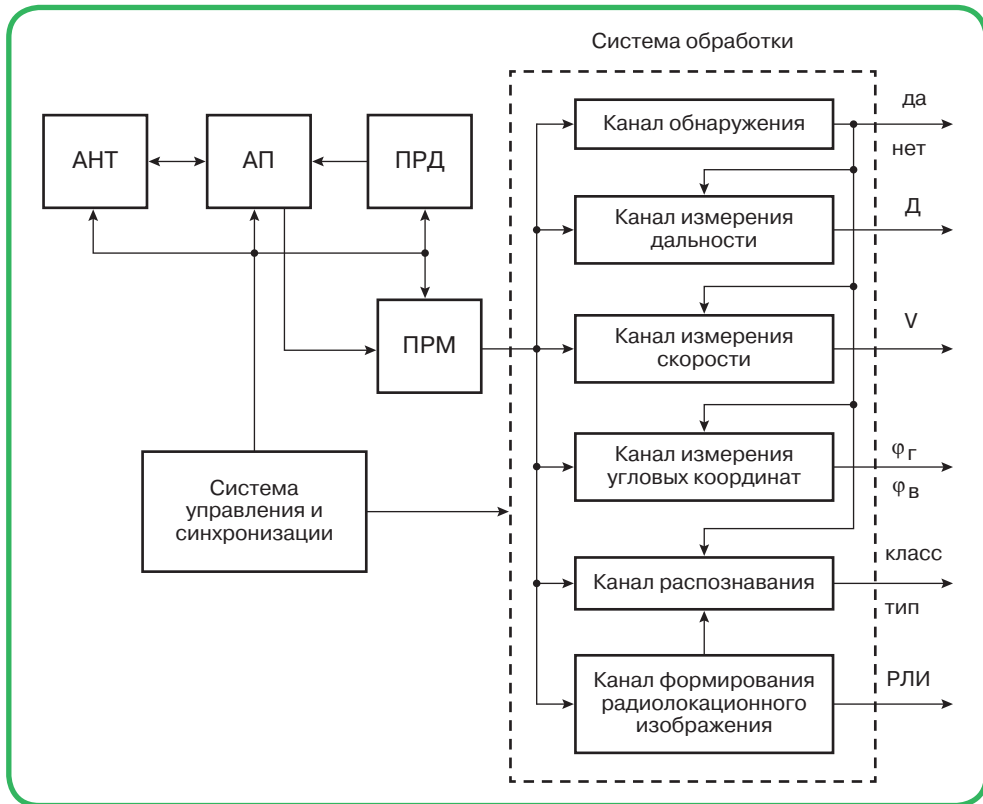 Система обработки
АНТ
АП
ПРД
ПРМ
Система
управления и
синхронизации
Канал обнаружения
да
нет
Канал измерения
дальности
Д
Канал измерения
скорости
V
Канал измерения
угловых координат
φг
φв
Канал распознавания
класс
тип
Канал формирования
радиолокационного
изображения
РЛИ